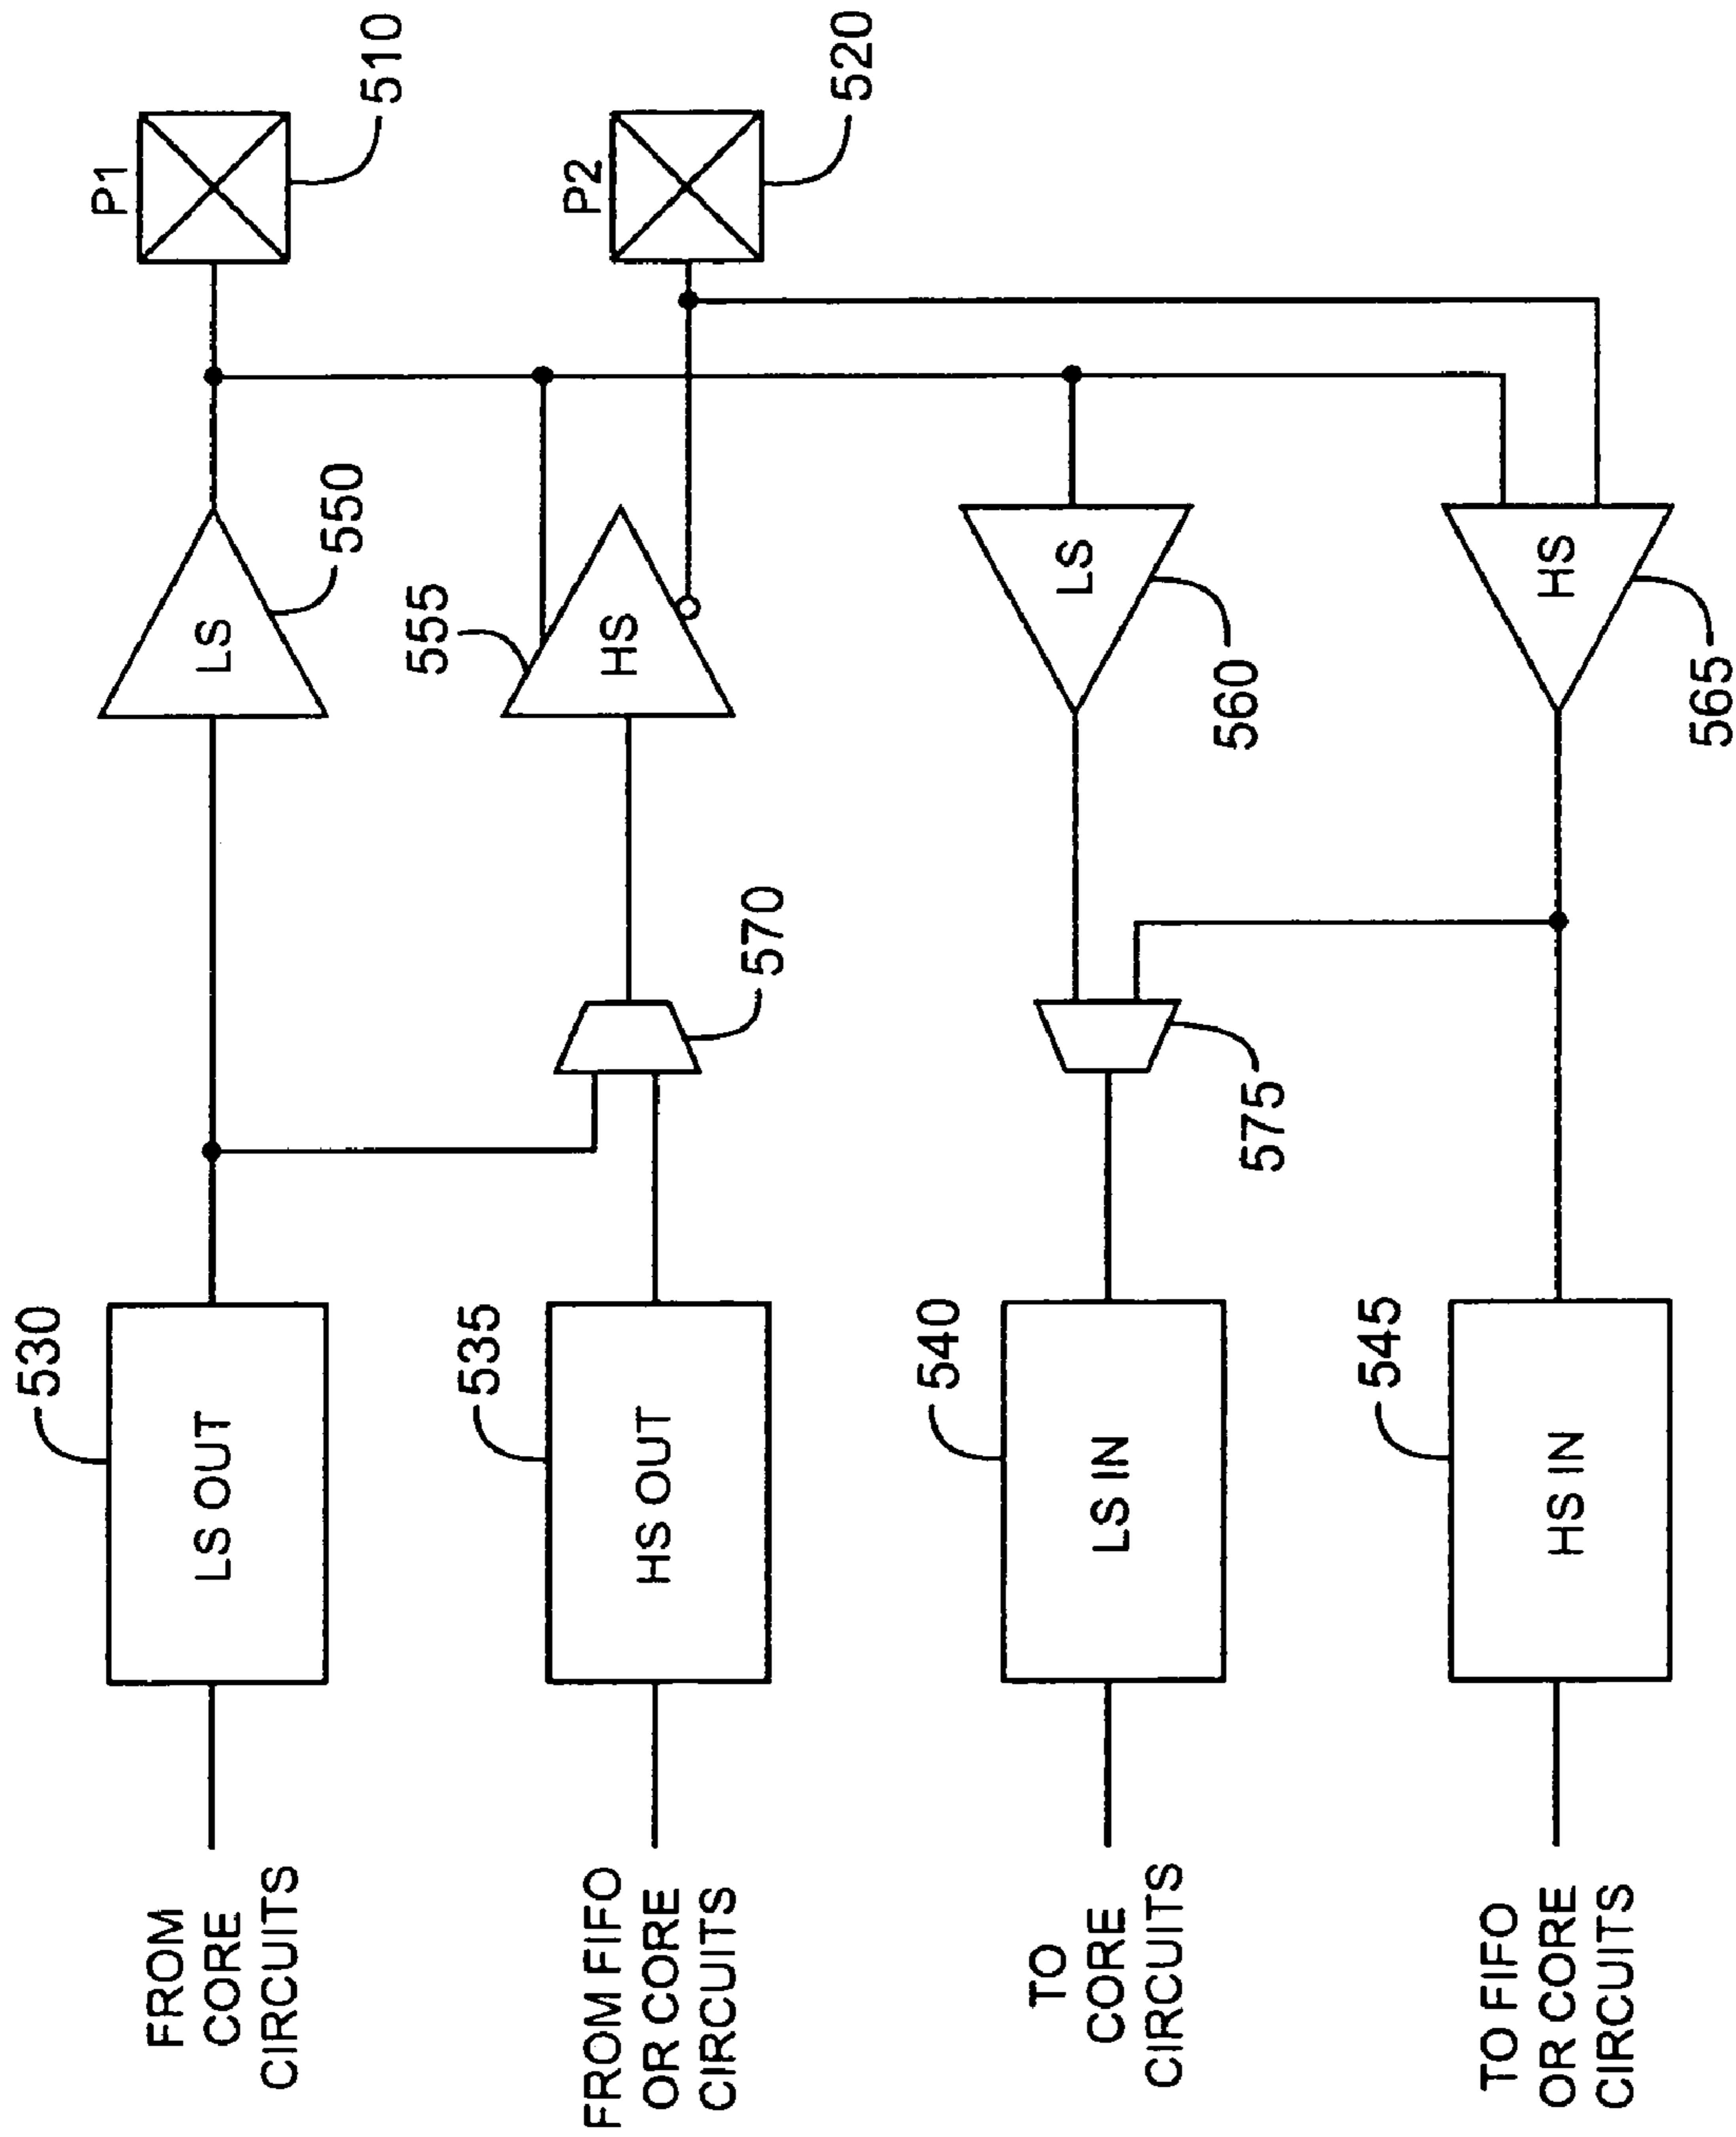 FROM
CORE
CIRCUITS
530
LS OUT
LS
550
P1
510
FROM FIFO
OR CORE
CIRCUITS
535
HS OUT
570
555
HS
P2
520
TO
CORE
CIRCUITS
540
LS IN
575
LS
560
TO FIFO
OR CORE
CIRCUITS
545
HS IN
HS
565